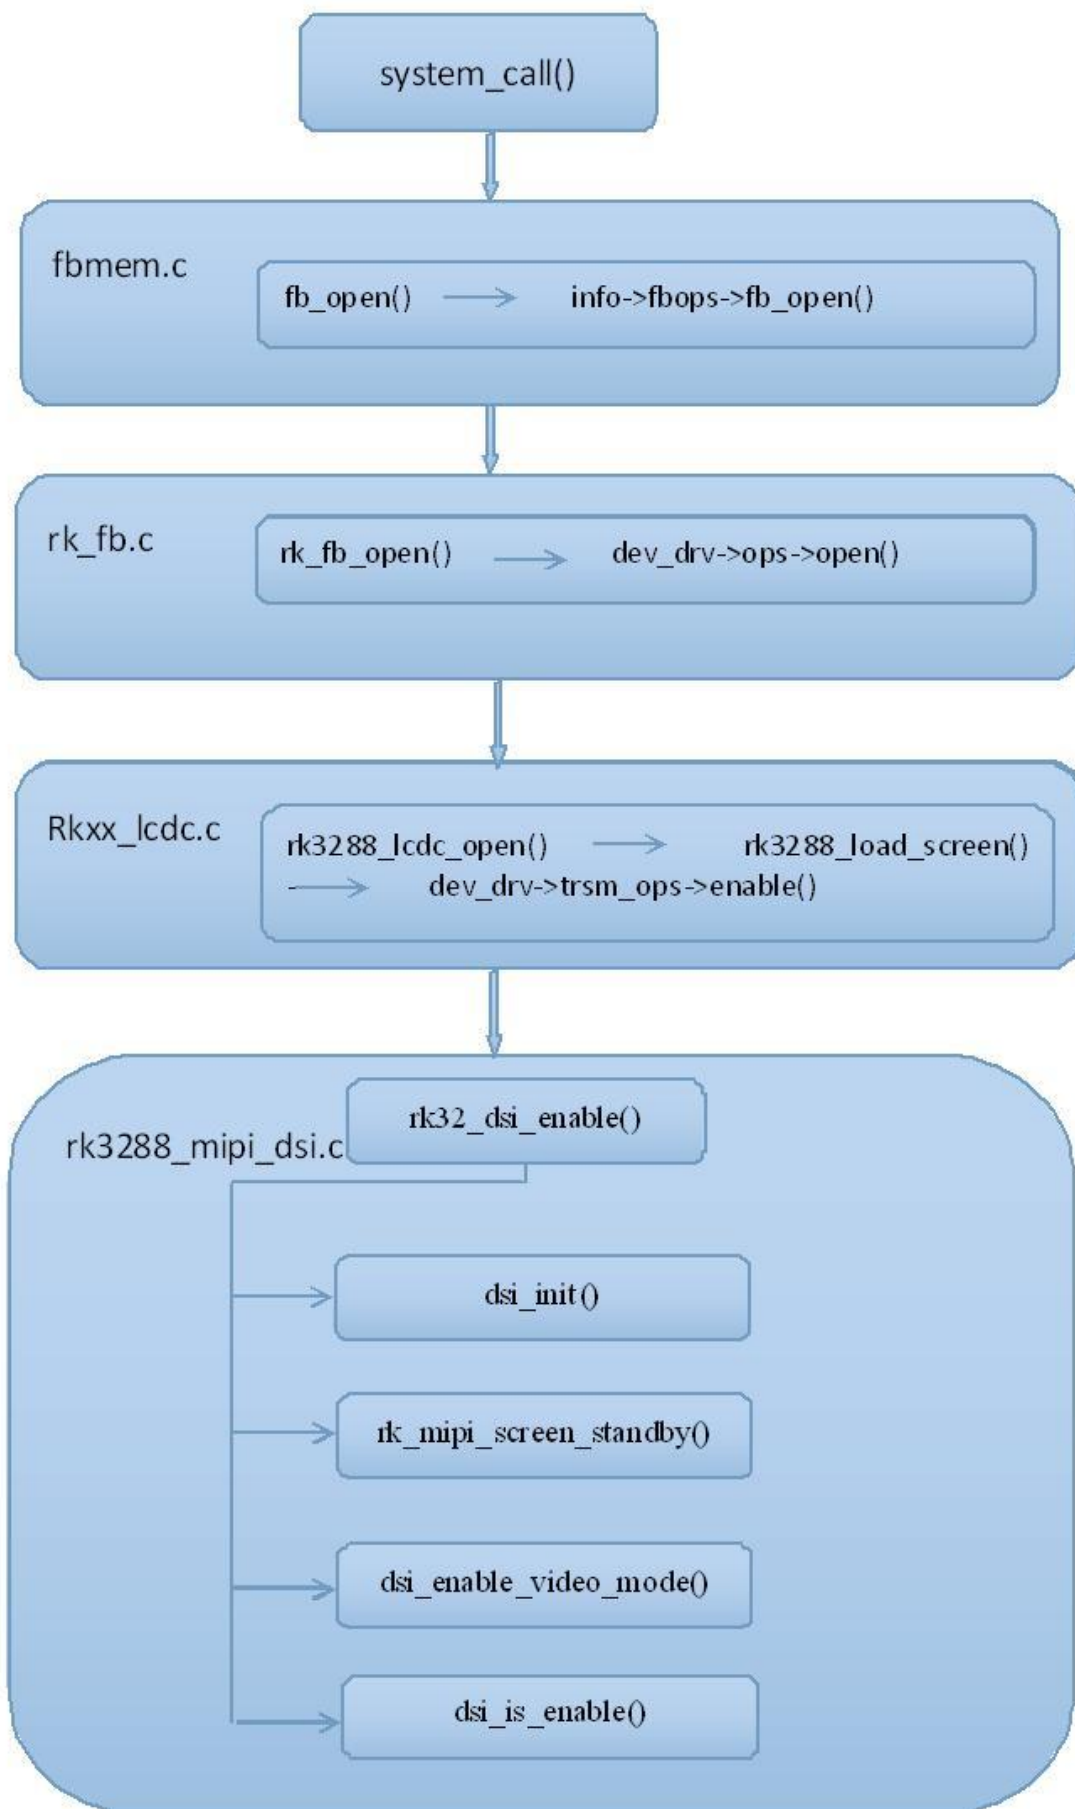 system_call()
fbmem.c
fb_open() info->fbops->fb_open()
rk_fb.c
rk_fb_open() dev_drv->ops->open()
Rkxx_lcdc.c
rk3288_lcdc_open() rk3288_load_screen()
dev_drv->trsm_ops->enable()
rk3288_mipi_dsi.c
rk32_dsi_enable()
dsi_init()
rk_mipi_screen_standby()
dsi_enable_video_mode()
dsi_is_enable()